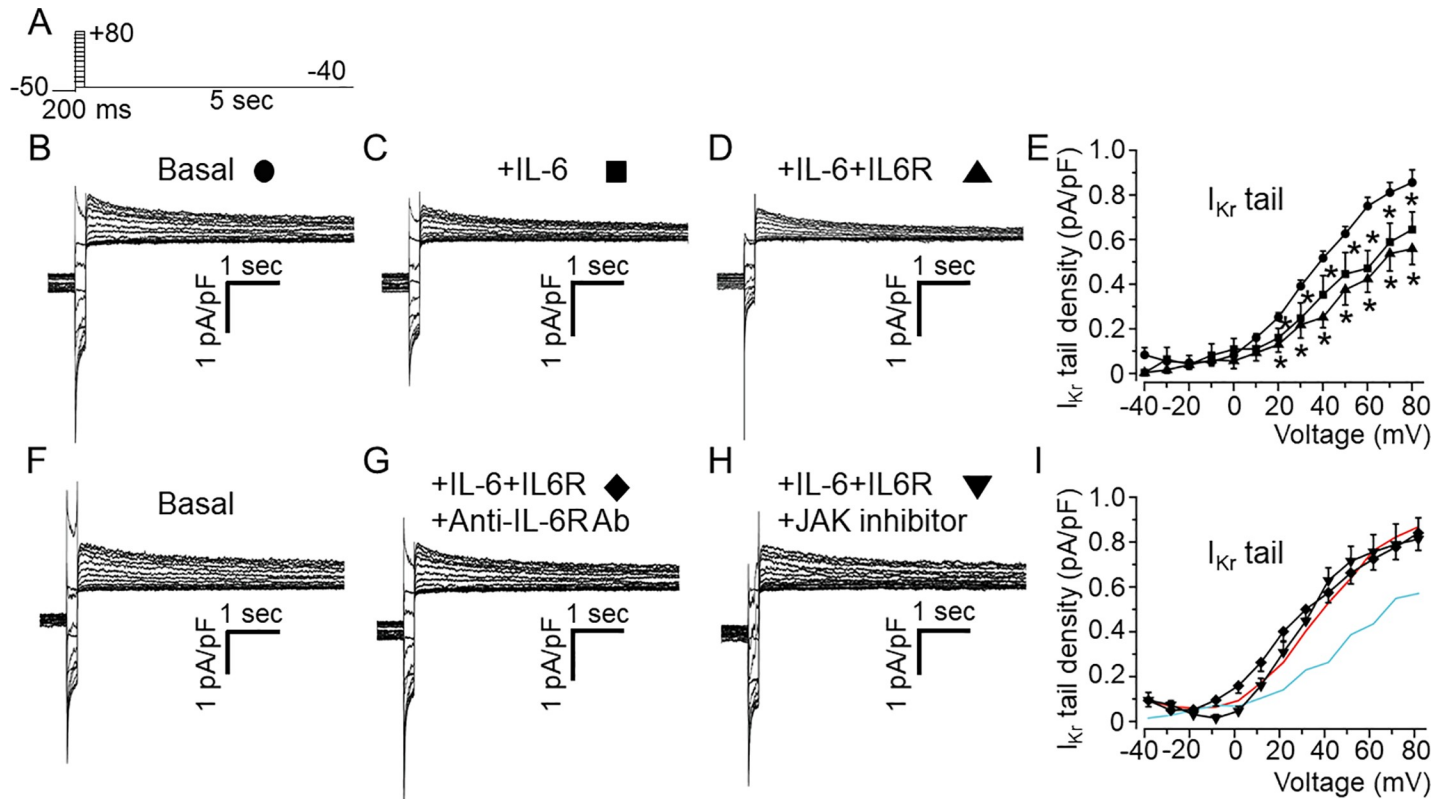 A
+80
-50
-40
200 ms
5 sec
B
Basal
1 sec
1 pA/pF
C
+IL-6
1 sec
1 pA/pF
D
+IL-6+IL6R
1 sec
1 pA/pF
E
IKr tail
IKr tail density (pA/pF)
1.0
0.8
0.6
0.4
0.2
0
* * * * * * *
* * * * * * *
-40 -20 0 20 40 60 80
Voltage (mV)
F
Basal
1 sec
1 pA/pF
G
+IL-6+IL6R
+Anti-IL-6R Ab
1 sec
1 pA/pF
H
+IL-6+IL6R
+JAK inhibitor
1 sec
1 pA/pF
I
IKr tail
IKr tail density (pA/pF)
1.0
0.8
0.6
0.4
0.2
0
-40 -20 0 20 40 60 80
Voltage (mV)